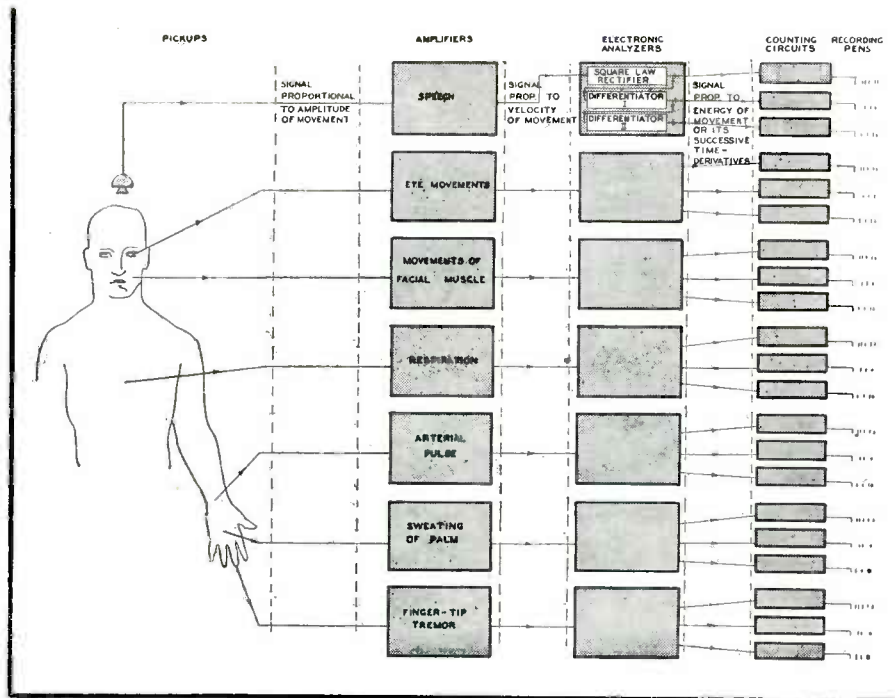 PICKUPS
AMPLIFIERS
ELECTRONIC
ANALYZERS
COUNTING
CIRCUITS
RECORDING
PENS
SIGNAL
PROPORTIONAL
TO AMPLITUDE
OF MOVEMENT
SPEECH
SIGNAL
PROP. TO
VELOCITY
OF MOVEMENT
SQUARE LAW
RECTIFIER
DIFFERENTIATOR
I
DIFFERENTIATOR
SIGNAL
PROP. TO
ENERGY OF
MOVEMENT
OR ITS
SUCCESSIVE
TIME-
DERIVATIVES
EYE MOVEMENTS
MOVEMENTS OF
FACIAL MUSCLE
RESPIRATION
ARTERIAL
PULSE
SWEATING
OF PALM
FINGER-TIP
TREMOR